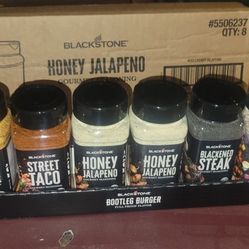 #5506237
QTY: 8
BLACKSTONE
HONEY JALAPENO
BLACKSTONE
STREET
TACO
BLACKSTONE
HONEY
JALAPENO
BLACKSTONE
HONEY
JALAPENO
BLACKSTONE
BLACKENED
STEAK
BLACKSTONE
BOOTLEG BURGER